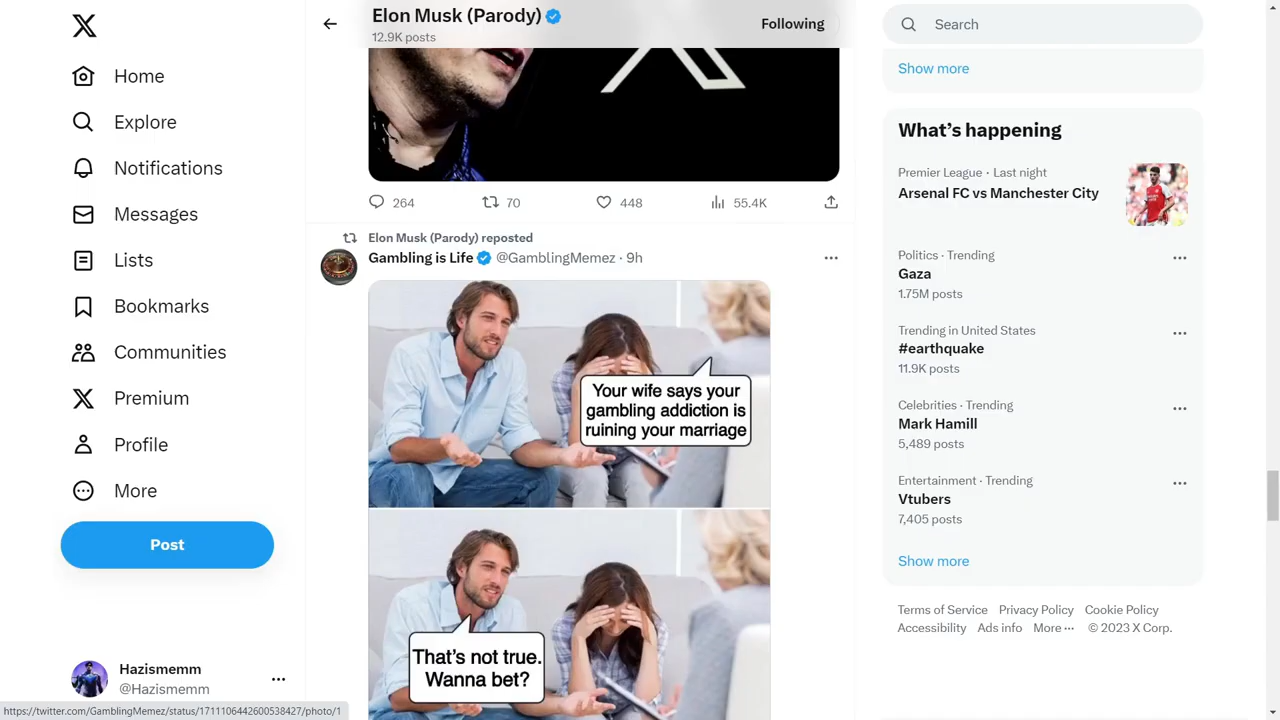 Home
Explore
Notifications
Messages
Lists
Bookmarks
Communities
Premium
Profile
More
Post
Hazismemm
@Hazismemm
https://twitter.com/GamblingMemez/status/1711106442600538427/photo/1
Elon Musk (Parody)
12.9K posts
Following
264
70
448
55.4K
Elon Musk (Parody) reposted
Gambling is Life @GamblingMemez · 9h
Your wife says your
gambling addiction is
ruining your marriage
That's not true.
Wanna bet?
Search
Show more
What's happening
Premier League · Last night
Arsenal FC vs Manchester City
Politics · Trending
Gaza
1.75M posts
Trending in United States
#earthquake
11.9K posts
Celebrities · Trending
Mark Hamill
5,489 posts
Entertainment · Trending
Vtubers
7,405 posts
Show more
Terms of Service Privacy Policy Cookie Policy
Accessibility Ads info More ··· © 2023 X Corp.